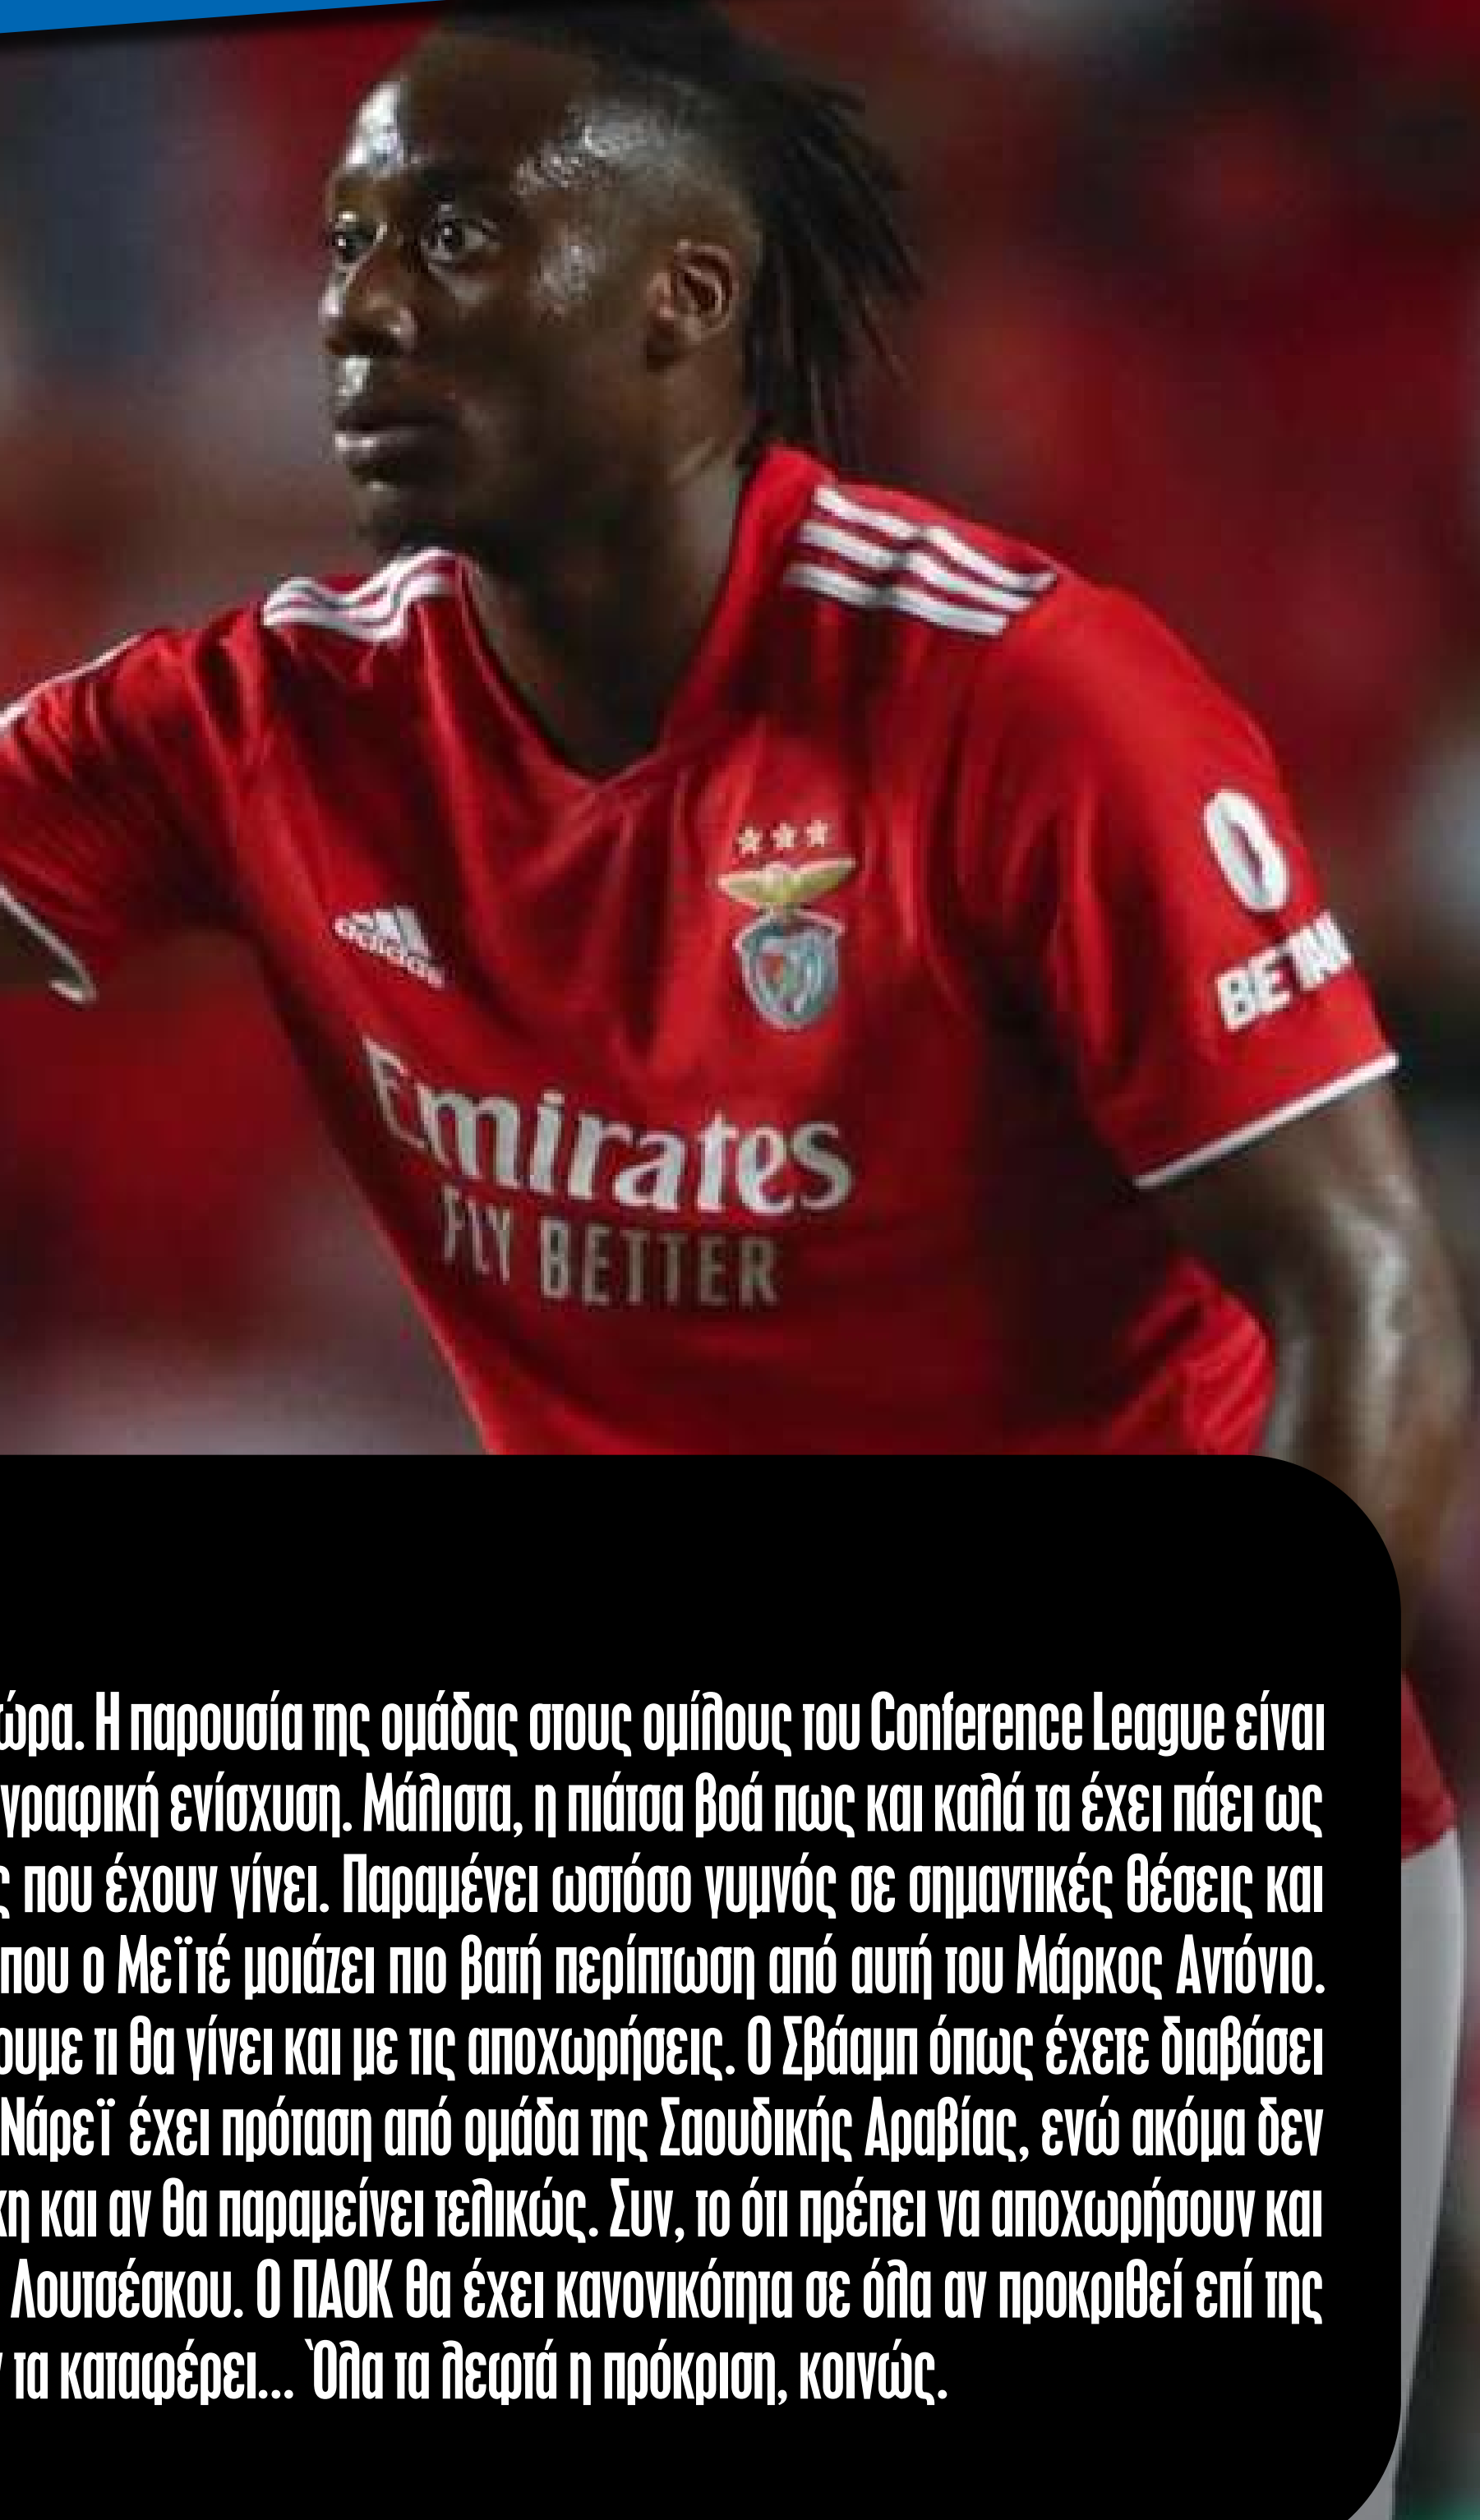 adidas
Emirates
FLY BETTER
ώρα. Η παρουσία της ομάδας στους ομίλους του Conference League είναι
γραφική ενίσχυση. Μάλιστα, η πιάτσα βοά πως και καλά τα έχει πάει ως
ς που έχουν γίνει. Παραμένει ωστόσο γυμνός σε σημαντικές θέσεις και
που ο Μεϊτέ μοιάζει πιο βατή περίπτωση από αυτή του Μάρκος Αντόνιο.
ουμε τι θα γίνει και με τις αποχωρήσεις. Ο Σβάαμπ όπως έχετε διαβάσει
Νάρεϊ έχει πρόταση από ομάδα της Σαουδικής Αραβίας, ενώ ακόμα δεν
κη και αν θα παραμείνει τελικώς. Συν, το ότι πρέπει να αποχωρήσουν και
Λουτσέσκου. Ο ΠΑΟΚ θα έχει κανονικότητα σε όλα αν προκριθεί επί της
τα καταφέρει... Όλα τα λεφτά η πρόκριση, κοινώς.